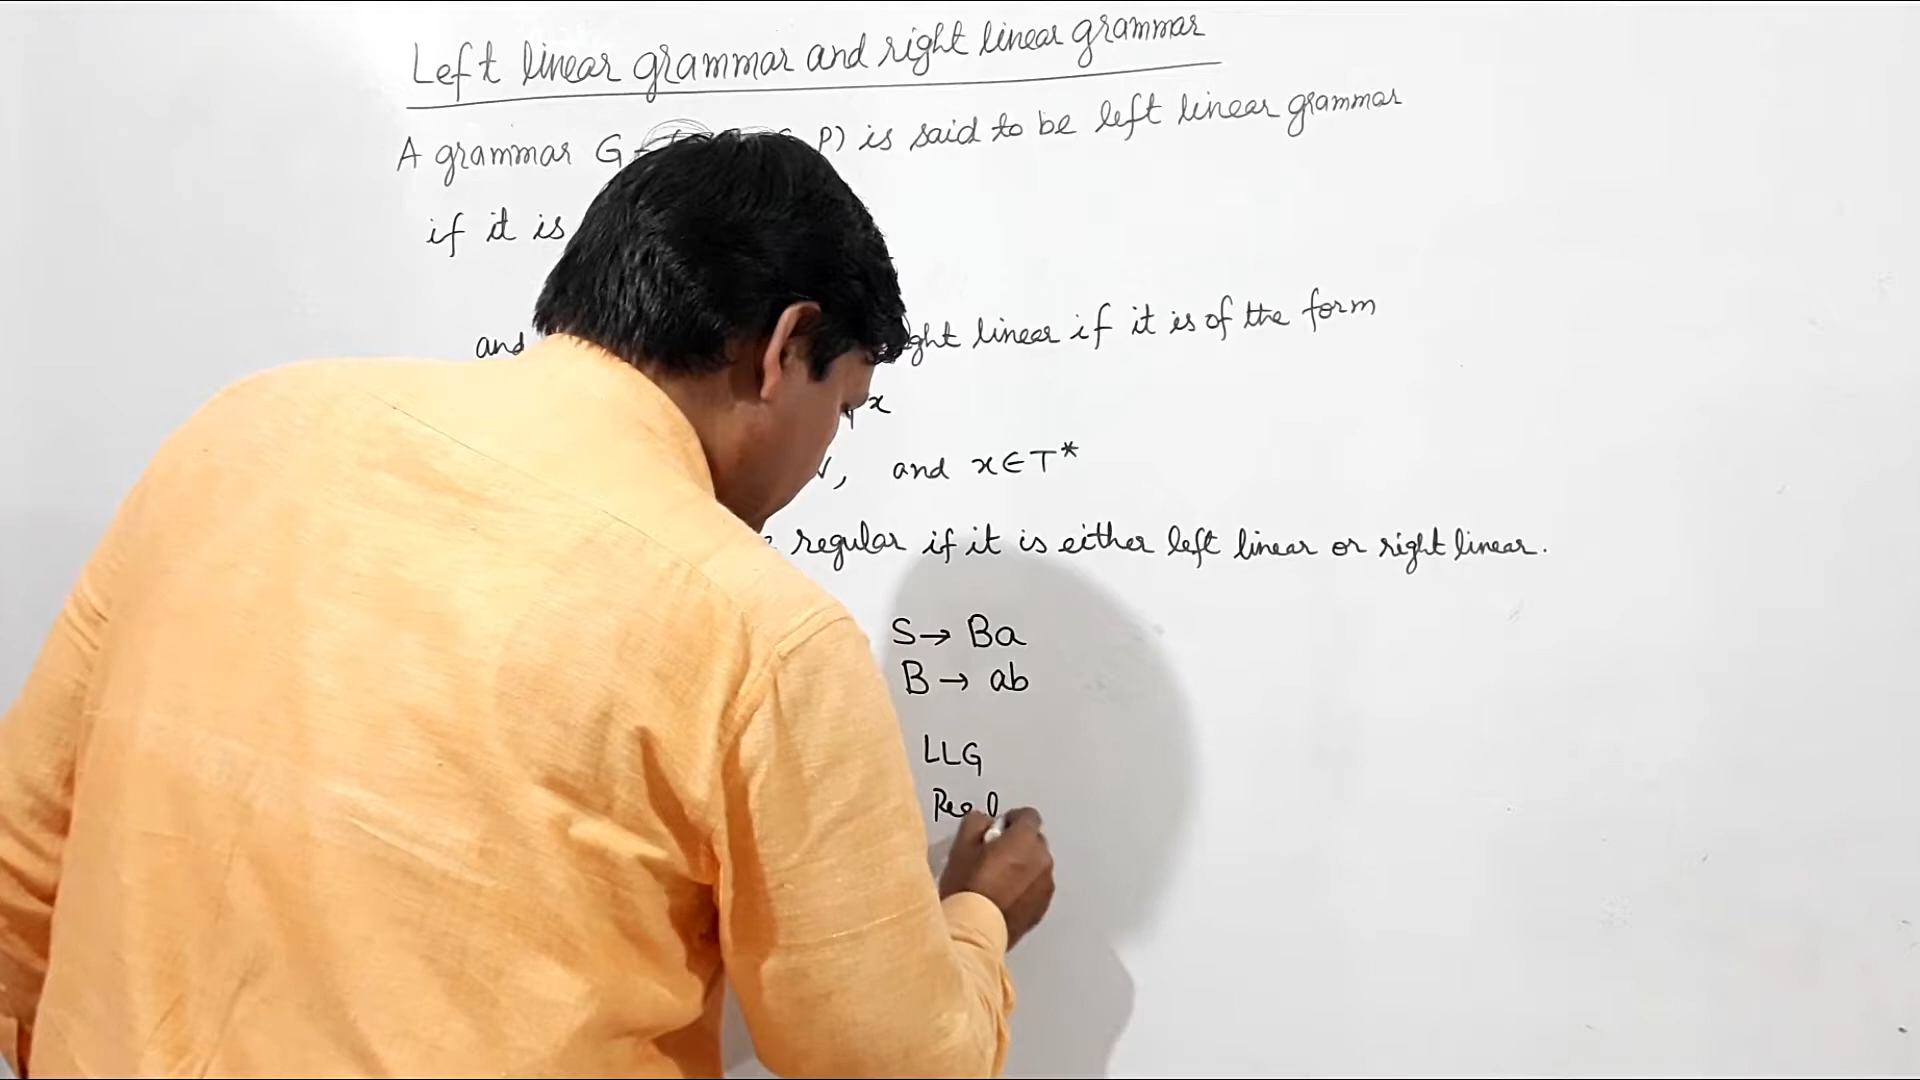 Left linear grammar and right linear grammar
A grammar G P) is said to be left linear grammar
if it is
and ght linear if it is of the form
x
, and x∈T*
regular if it is either left linear or right linear.
S→ Ba
B→ ab
LLG